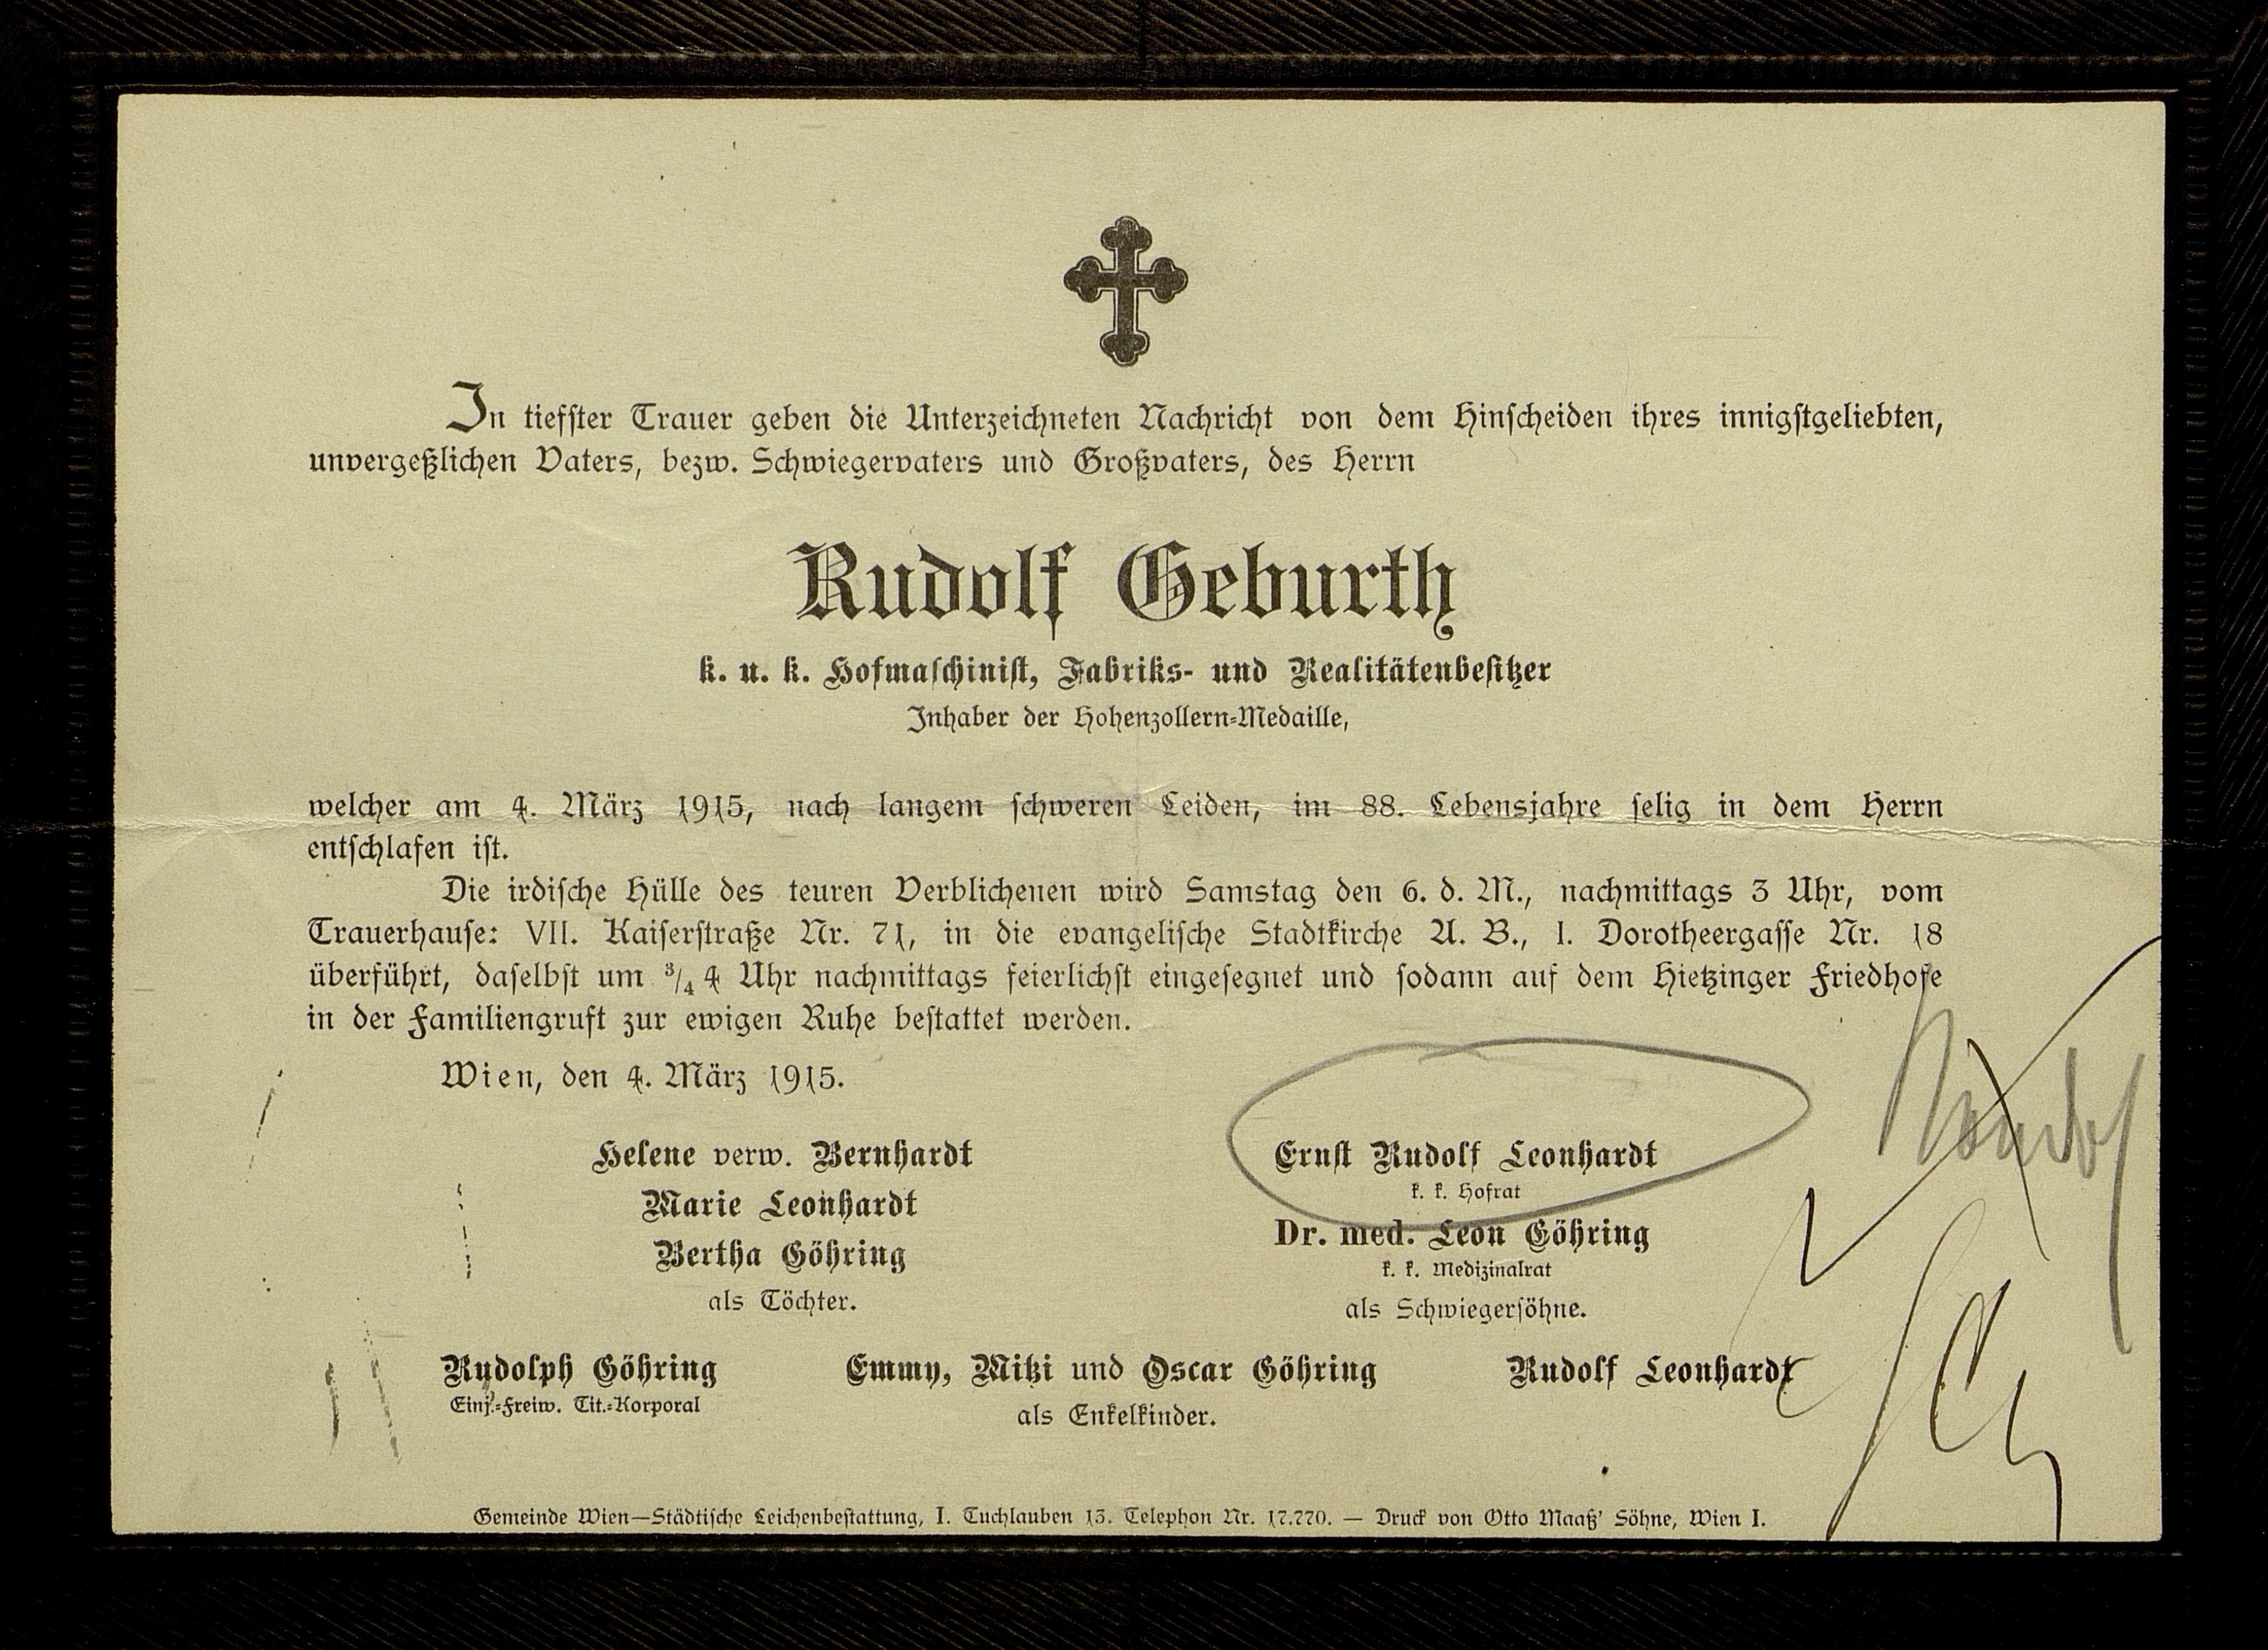 In tiefster Trauer geben die Unterzeichneten Nachricht von dem Hinscheiden ihres innigstgeliebten,
unvergeßlichen Vaters, bezw. Schwiegervaters und Großvaters, des Herrn
Rudolf Geburth
k. u. k. Hofmaschinist, Fabriks- und Realitätenbesitzer
Inhaber der Hohenzollern-Medaille,
welcher am 4. März 1915, nach langem schweren Leiden, im 88. Lebensjahre selig in dem Herrn
entschlafen ist.
Die irdische Hülle des teuren Verblichenen wird Samstag den 6. d. M., nachmittags 3 Uhr, vom
Trauerhause: VII. Kaiserstraße Nr. 71, in die evangelische Stadtkirche A. B., I. Dorotheergasse Nr. 18
überführt, daselbst um 3/4 4 Uhr nachmittags feierlichst eingesegnet und sodann auf dem Hietzinger Friedhofe
in der Familiengruft zur ewigen Ruhe bestattet werden.
Wien, den 4. März 1915.
Helene verw. Bernhardt
Marie Leonhardt
Bertha Göhring
als Töchter.
Ernst Rudolf Leonhardt
k. k. Hofrat
Dr. med. Leon Göhring
k. k. Medizinalrat
als Schwiegersöhne.
Rudolph Göhring
Einj.-Freiw. Tit.-Korporal
Emmy, Mitzi und Oscar Göhring
Rudolf Leonhardt
als Enkelkinder.
Gemeinde Wien—Städtische Leichenbestattung, I. Tuchlauben 13. Telephon Nr. 17.770. — Druck von Otto Maaß' Söhne, Wien I.